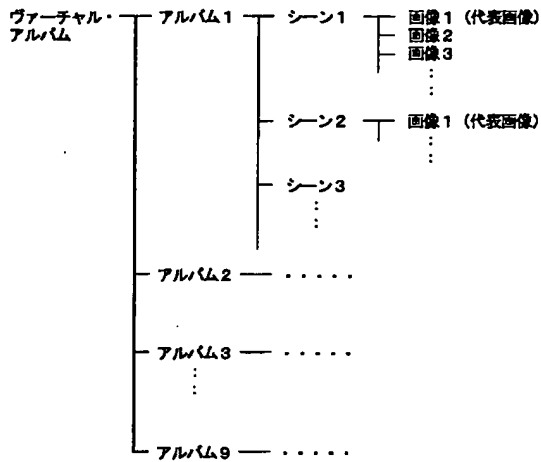 ヴァーチャル・
アルバム
アルバム1
シーン1
画像1 (代表画像)
画像2
画像3
シーン2
画像1 (代表画像)
シーン3
アルバム2
アルバム3
アルバム9